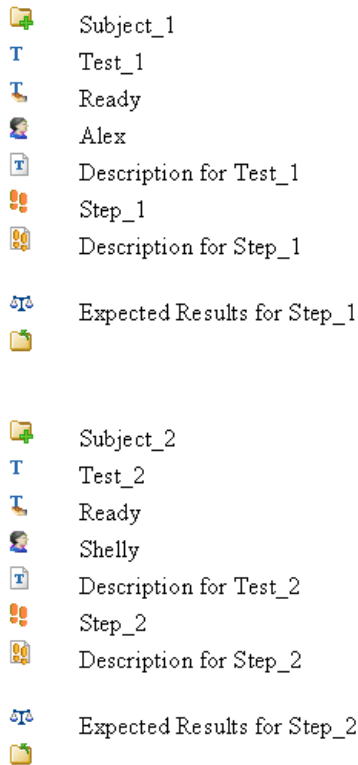 Subject_1
Test_1
Ready
Alex
Description for Test_1
Step_1
Description for Step_1
Expected Results for Step_1
Subject_2
Test_2
Ready
Shelly
Description for Test_2
Step_2
Description for Step_2
Expected Results for Step_2